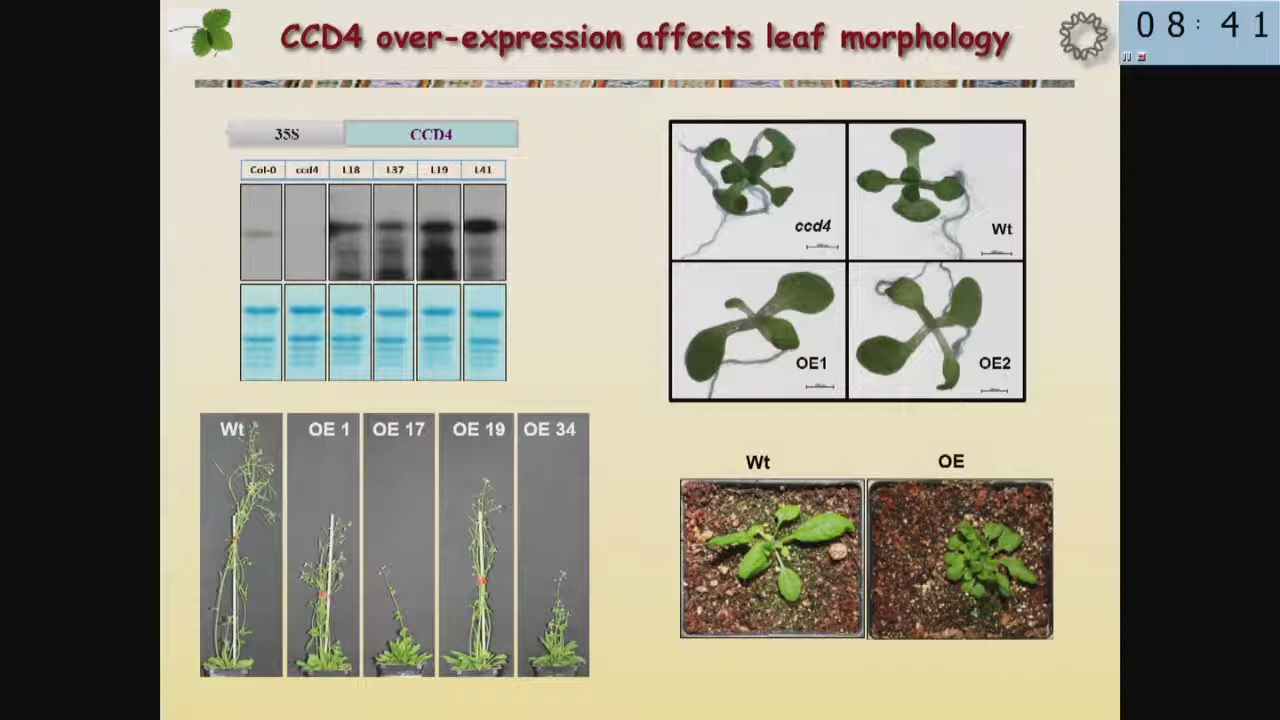 CCD4 over-expression affects leaf morphology
08:41
35S CCD4
Col-0 ccd4 L18 L37 L19 L41
ccd4
Wt
OE1
OE2
Wt OE 1 OE 17 OE 19 OE 34
Wt OE